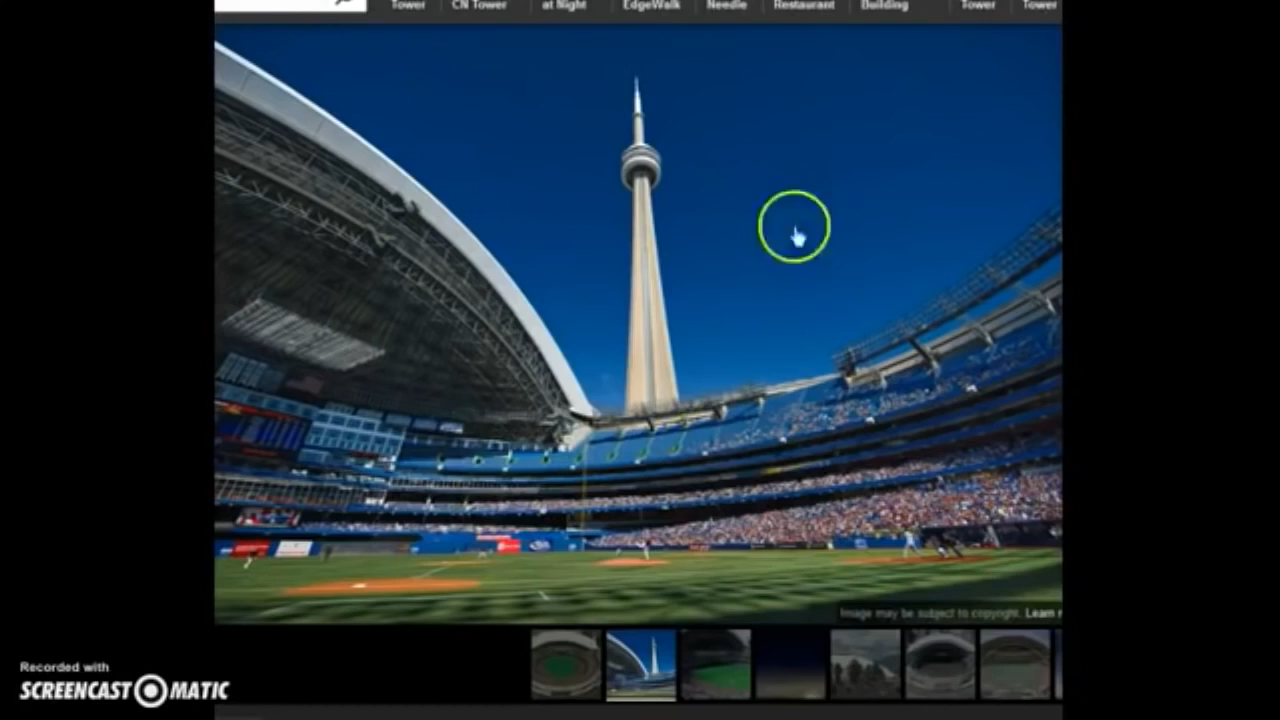 Tower CN Tower at Night EdgeWalk Needle Restaurant Building Tower Tower
Image may be subject to copyright. Learn
Recorded with
SCREENCAST MATIC